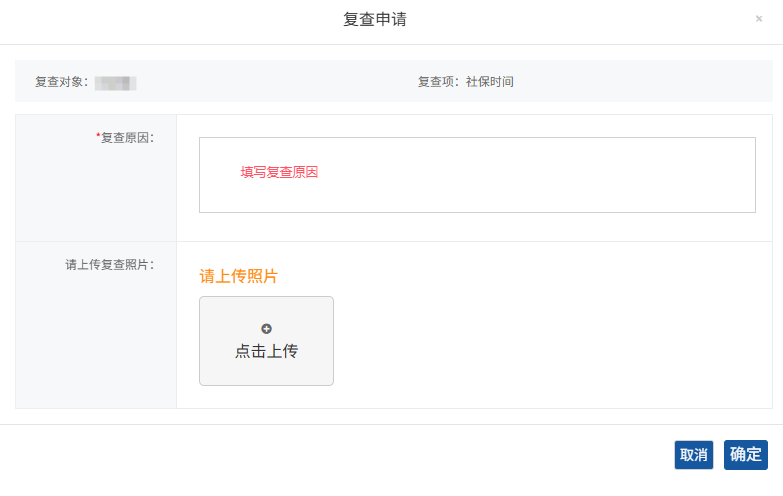 复查申请
×
复查对象：
复查项：社保时间
*复查原因：
填写复查原因
请上传复查照片：
请上传照片
点击上传
取消
确定